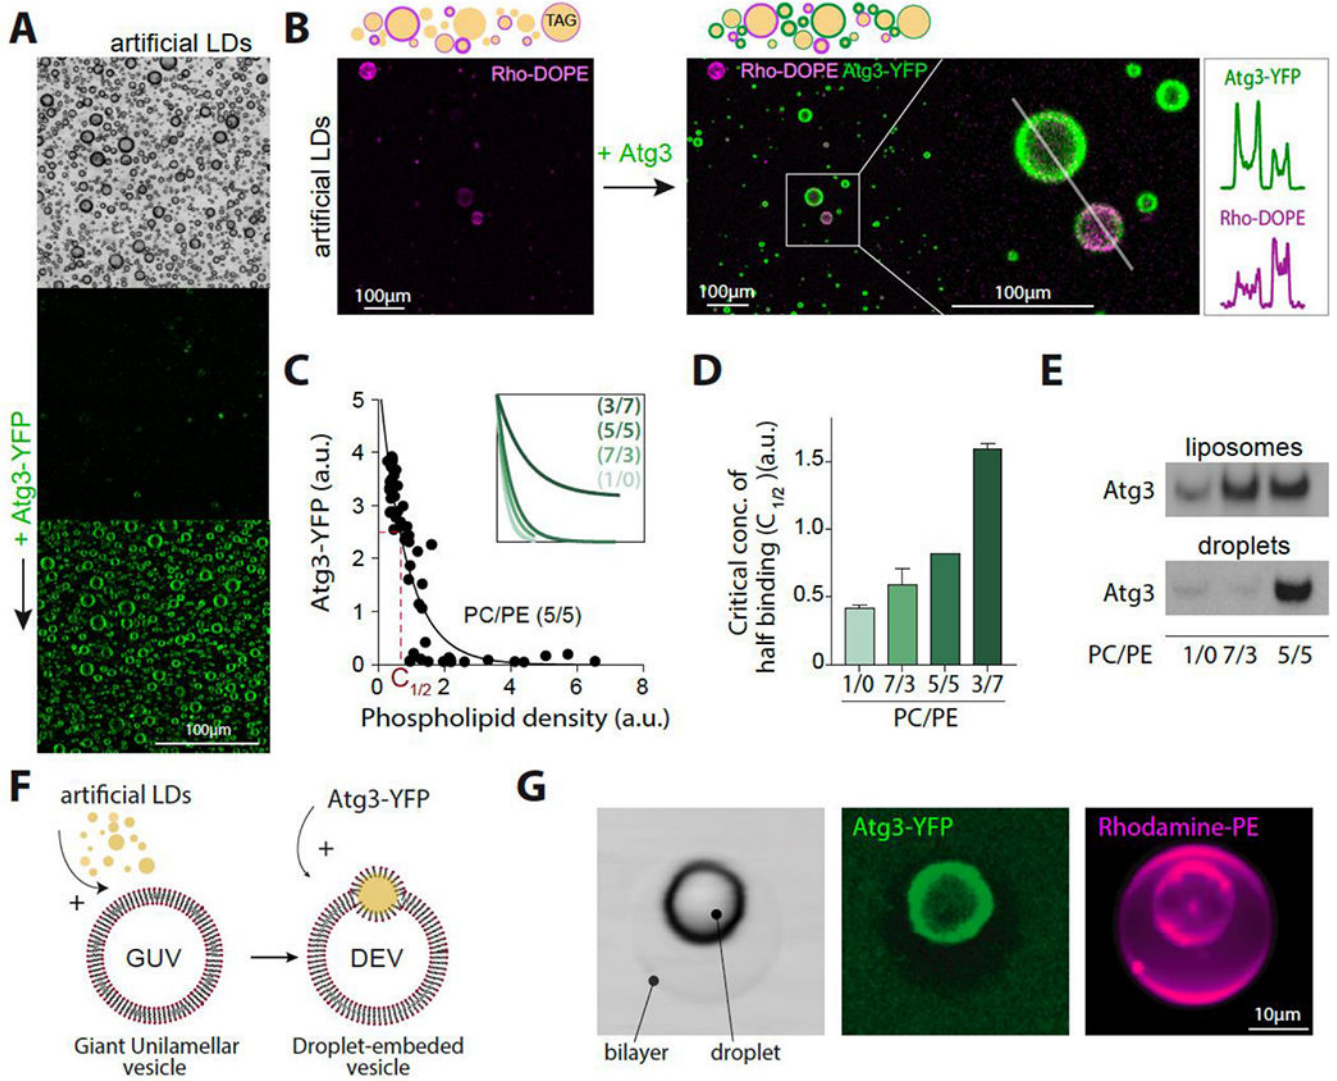 A
artificial LDs
+ Atg3-YFP
100µm
B
TAG
artificial LDs
Rho-DOPE
100µm
+ Atg3
Rho-DOPE Atg3-YFP
100µm
100µm
Atg3-YFP
Rho-DOPE
C
Atg3-YFP (a.u.)
5
4
3
2
1
0
(3/7)
(5/5)
(7/3)
(1/0)
PC/PE (5/5)
0 C1/2 2 4 6 8
Phospholipid density (a.u.)
D
Critical conc. of
half binding (C1/2)(a.u.)
1.5
1.0
0.5
0
1/0 7/3 5/5 3/7
PC/PE
E
liposomes
Atg3
droplets
Atg3
PC/PE 1/0 7/3 5/5
F
artificial LDs
+
GUV
Giant Unilamellar
vesicle
Atg3-YFP
+
DEV
Droplet-embeded
vesicle
G
bilayer droplet
Atg3-YFP
Rhodamine-PE
10µm